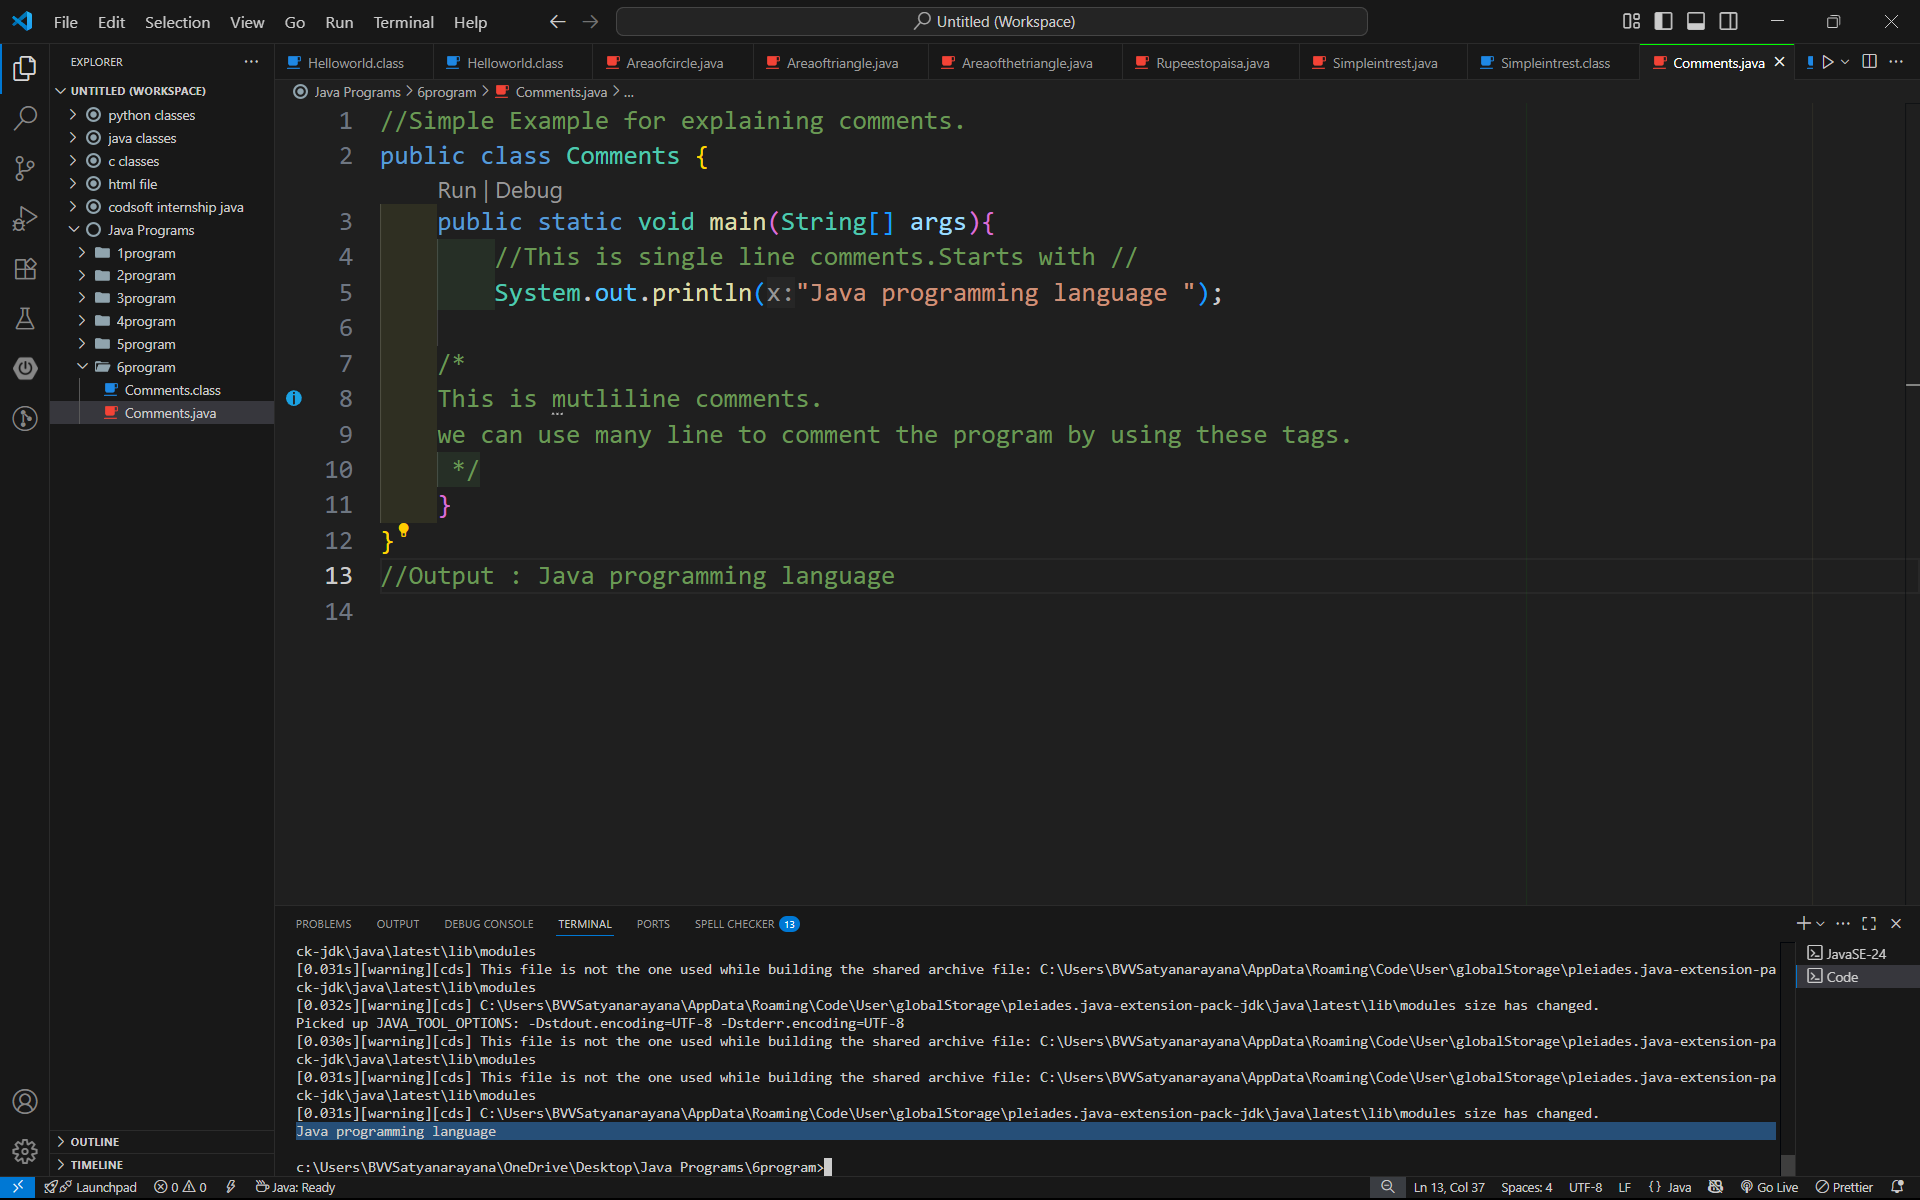 File Edit Selection View Go Run Terminal Help
Untitled (Workspace)
EXPLORER
UNTITLED (WORKSPACE)
python classes
java classes
c classes
html file
codsoft internship java
Java Programs
1program
2program
3program
4program
5program
6program
Comments.class
Comments.java
OUTLINE
TIMELINE
Helloworld.class Helloworld.class Areaofcircle.java Areaoftriangle.java Areaofthetriangle.java Rupeestopaisa.java Simpleintrest.java Simpleintrest.class Comments.java
Java Programs > 6program > Comments.java > ...
1 //Simple Example for explaining comments.
2 public class Comments {
Run | Debug
3 public static void main(String[] args){
4 //This is single line comments.Starts with //
5 System.out.println(x:"Java programming language ");
6
7 /*
8 This is mutliline comments.
9 we can use many line to comment the program by using these tags.
10 */
11 }
12 }
13 //Output : Java programming language
14
PROBLEMS OUTPUT DEBUG CONSOLE TERMINAL PORTS SPELL CHECKER 13
ck-jdk\java\latest\lib\modules
[0.031s][warning][cds] This file is not the one used while building the shared archive file: C:\Users\BVVSatyanarayana\AppData\Roaming\Code\User\globalStorage\pleiades.java-extension-pa
ck-jdk\java\latest\lib\modules
[0.032s][warning][cds] C:\Users\BVVSatyanarayana\AppData\Roaming\Code\User\globalStorage\pleiades.java-extension-pack-jdk\java\latest\lib\modules size has changed.
Picked up JAVA_TOOL_OPTIONS: -Dstdout.encoding=UTF-8 -Dstderr.encoding=UTF-8
[0.030s][warning][cds] This file is not the one used while building the shared archive file: C:\Users\BVVSatyanarayana\AppData\Roaming\Code\User\globalStorage\pleiades.java-extension-pa
ck-jdk\java\latest\lib\modules
[0.031s][warning][cds] This file is not the one used while building the shared archive file: C:\Users\BVVSatyanarayana\AppData\Roaming\Code\User\globalStorage\pleiades.java-extension-pa
ck-jdk\java\latest\lib\modules
[0.031s][warning][cds] C:\Users\BVVSatyanarayana\AppData\Roaming\Code\User\globalStorage\pleiades.java-extension-pack-jdk\java\latest\lib\modules size has changed.
Java programming language
c:\Users\BVVSatyanarayana\OneDrive\Desktop\Java Programs\6program>
JavaSE-24
Code
Launchpad 0 0 Java: Ready Ln 13, Col 37 Spaces: 4 UTF-8 LF {} Java Go Live Prettier